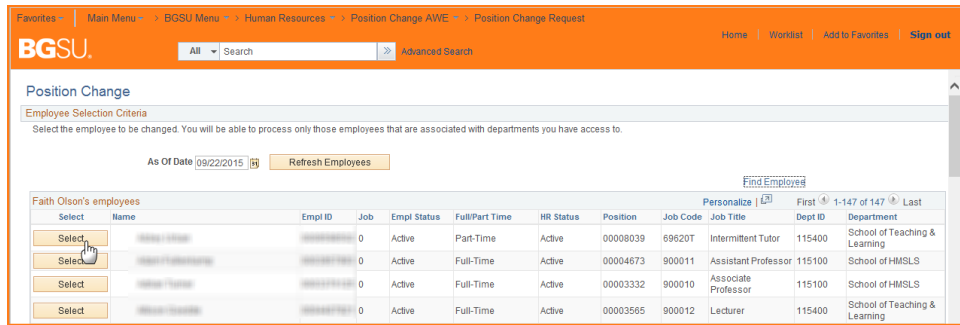 Favorites Main Menu > BGSU Menu > Human Resources > Position Change AWE > Position Change Request
Home Worklist Add to Favorites Sign out
BGSU. All Search » Advanced Search
Position Change
Employee Selection Criteria
Select the employee to be changed. You will be able to process only those employees that are associated with departments you have access to.
As Of Date 09/22/2015 Refresh Employees
Find Employee
Faith Olson's employees Personalize | First 1-147 of 147 Last
Select Name Empl ID Job Empl Status Full/Part Time HR Status Position Job Code Job Title Dept ID Department
Select 0 Active Part-Time Active 00008039 69620T Intermittent Tutor 115400 School of Teaching &
Learning
Select 0 Active Full-Time Active 00004673 900011 Assistant Professor 115100 School of HMSLS
Select 0 Active Full-Time Active 00003332 900010 Associate
Professor 115100 School of HMSLS
Select 0 Active Full-Time Active 00003565 900012 Lecturer 115400 School of Teaching &
Learning